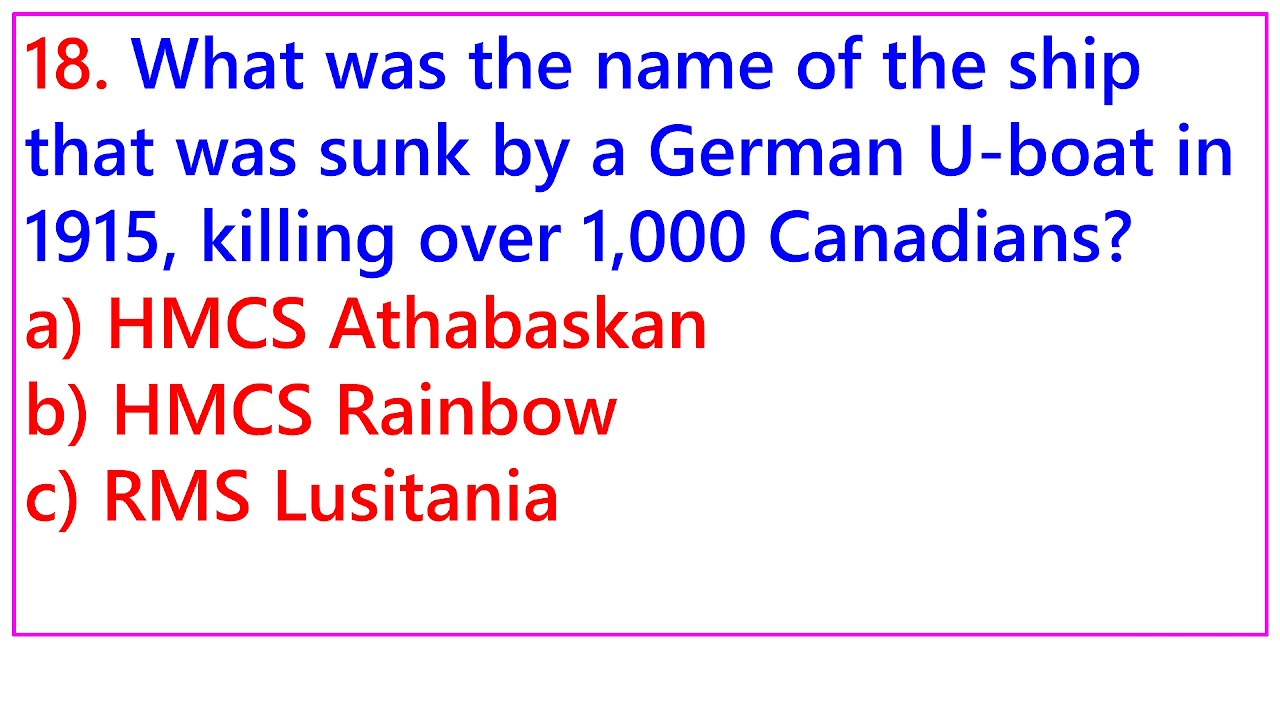 18. What was the name of the ship
that was sunk by a German U-boat in
1915, killing over 1,000 Canadians?
a) HMCS Athabaskan
b) HMCS Rainbow
c) RMS Lusitania